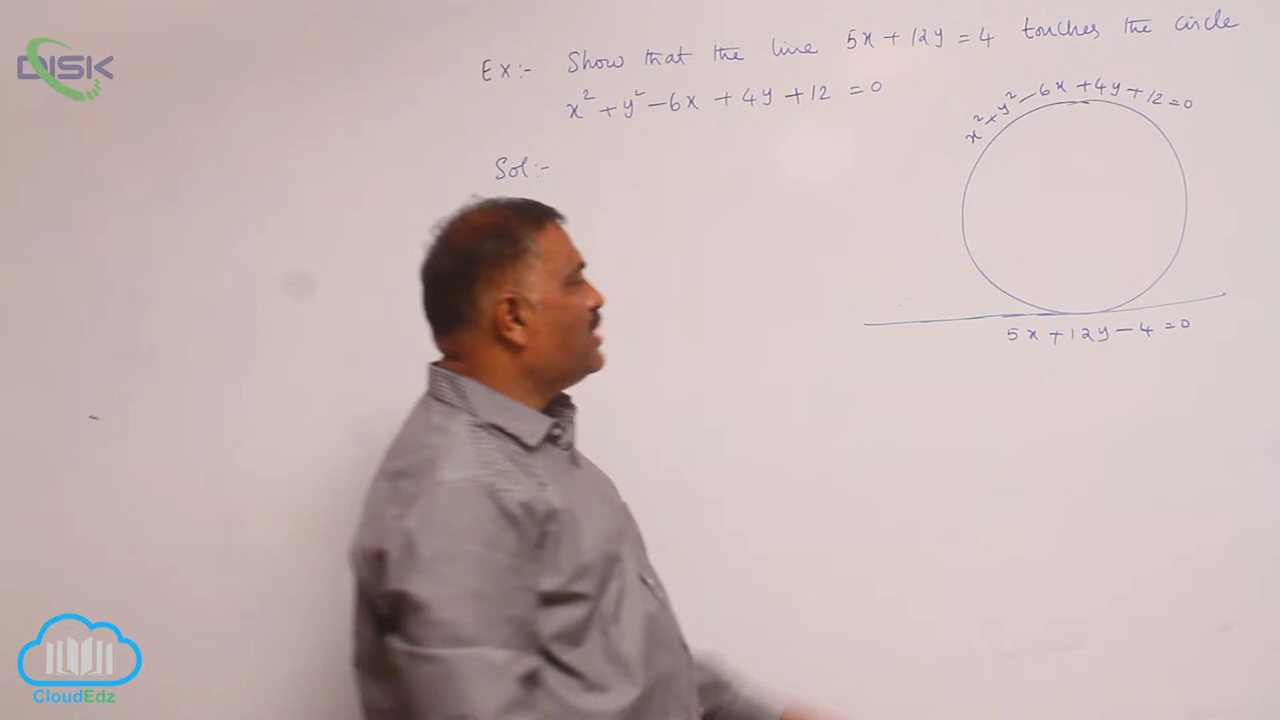 DISK
Ex:- Show that the line 5x + 12y = 4 touches the circle
x² + y² - 6x + 4y + 12 = 0
x² + y² - 6x + 4y + 12 = 0
Sol:-
5x + 12y - 4 = 0
CloudEdz